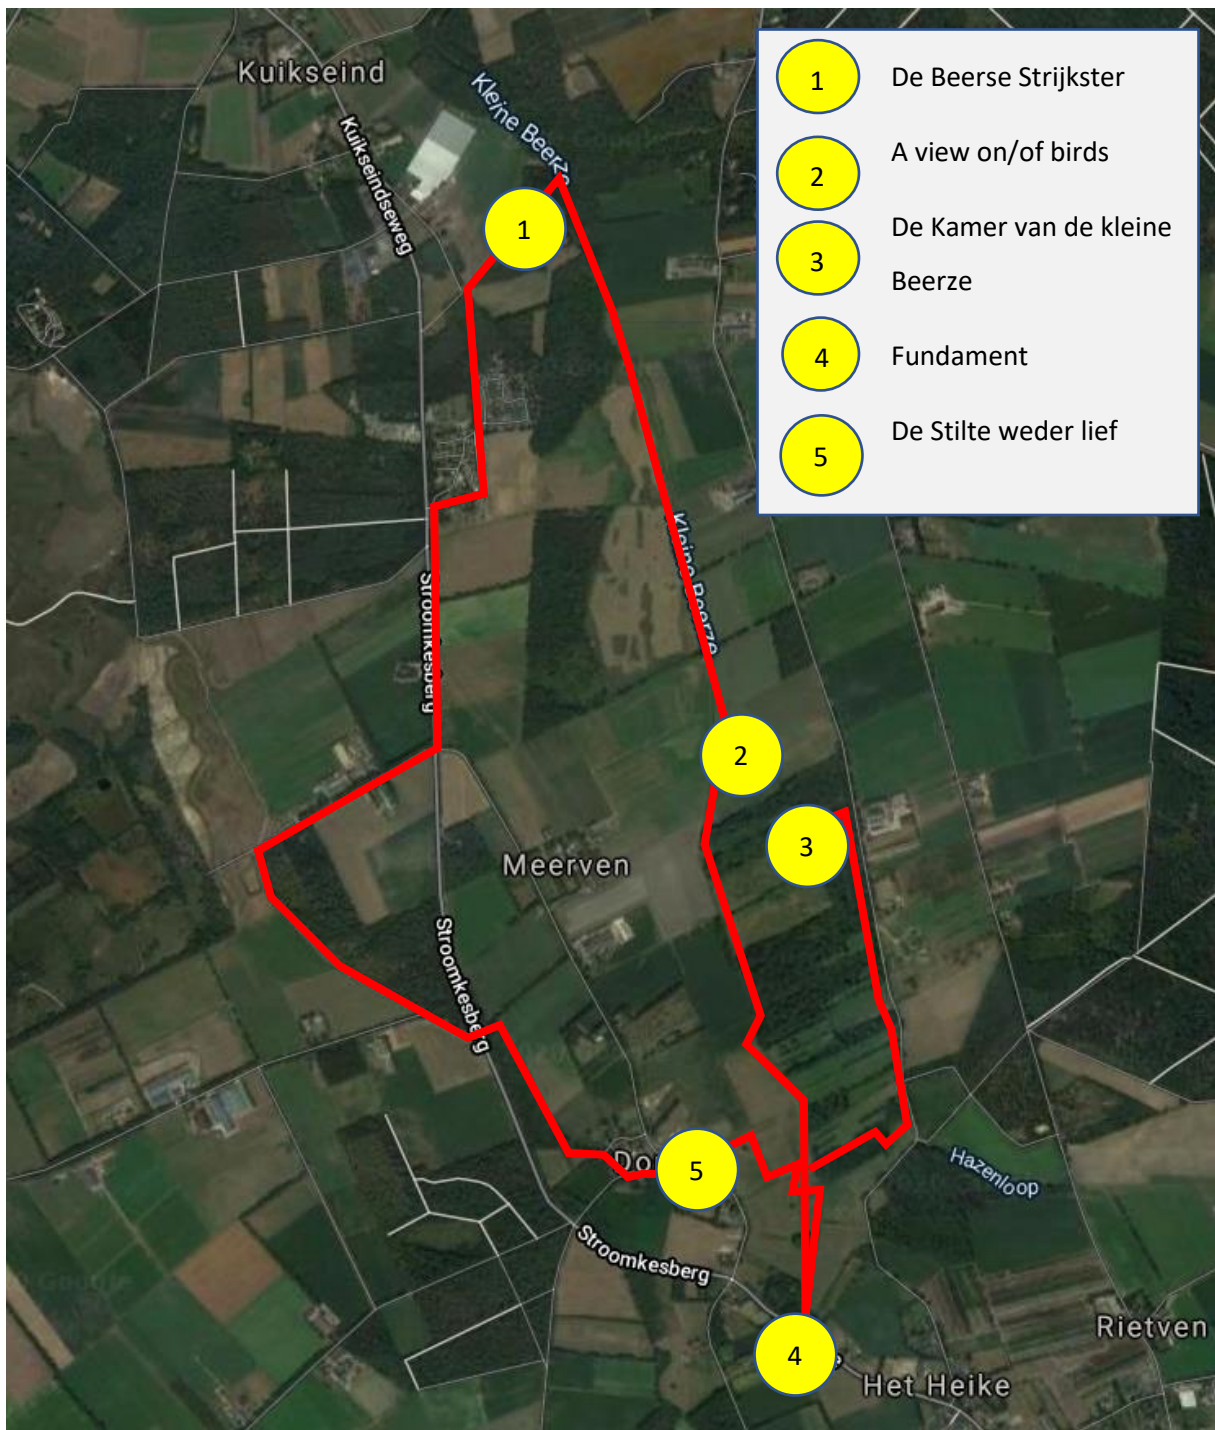 Kuikseind
Kleine Beerze
Kuikseindseweg
1
De Beerse Strijkster
2
A view on/of birds
3
De Kamer van de kleine
Beerze
4
Fundament
5
De Stilte weder lief
1
Kleine Beerze
Stroomkesberg
2
3
Meerven
Stroomkesberg
Do
5
Hazenloop
Stroomkesberg
4
Rietven
Het Heike